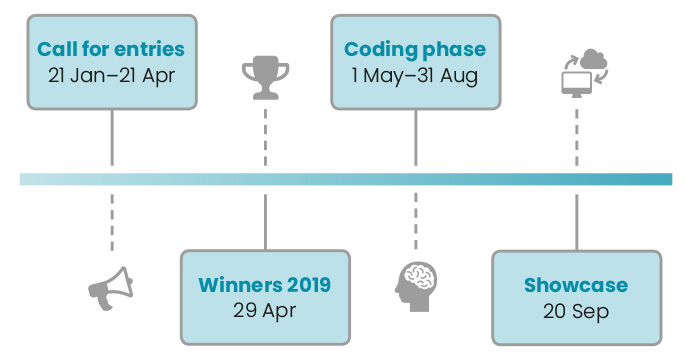 Call for entries
21 Jan–21 Apr
Winners 2019
29 Apr
Coding phase
1 May–31 Aug
Showcase
20 Sep